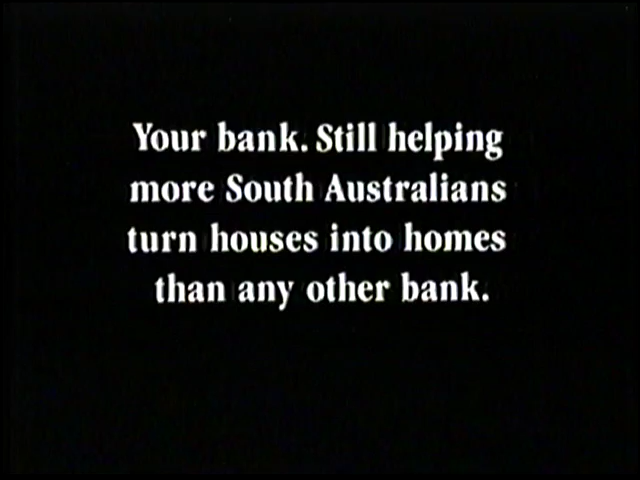 Your bank. Still helping
more South Australians
turn houses into homes
than any other bank.